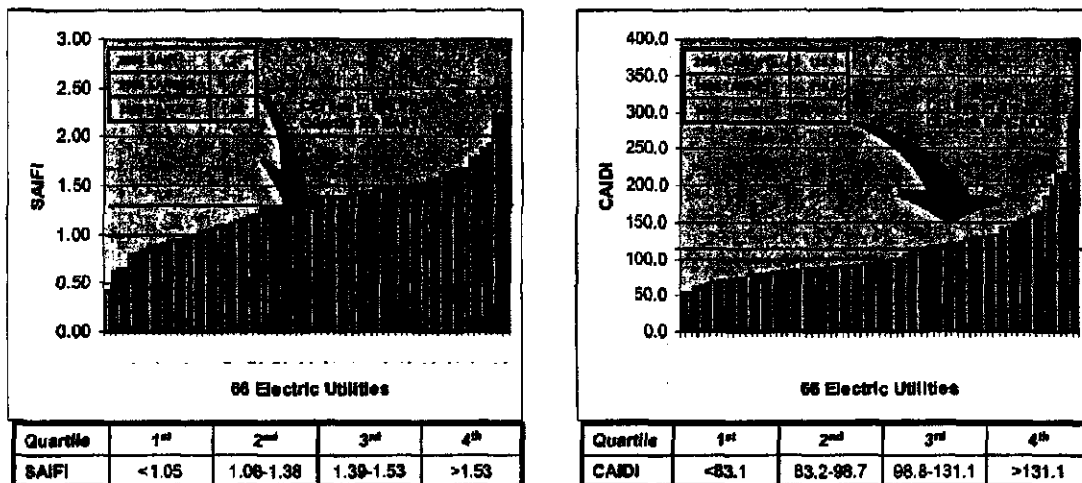 3.00
2.50
2.00
1.50
1.00
0.50
0.00
SAIFI
66 Electric Utilities
Quartile 1st 2nd 3rd 4th
SAIFI <1.05 1.06-1.38 1.39-1.53 >1.53
400.0
350.0
300.0
250.0
200.0
150.0
100.0
50.0
0.0
CAIDI
66 Electric Utilities
Quartile 1st 2nd 3rd 4th
CAIDI <83.1 83.2-98.7 98.8-131.1 >131.1